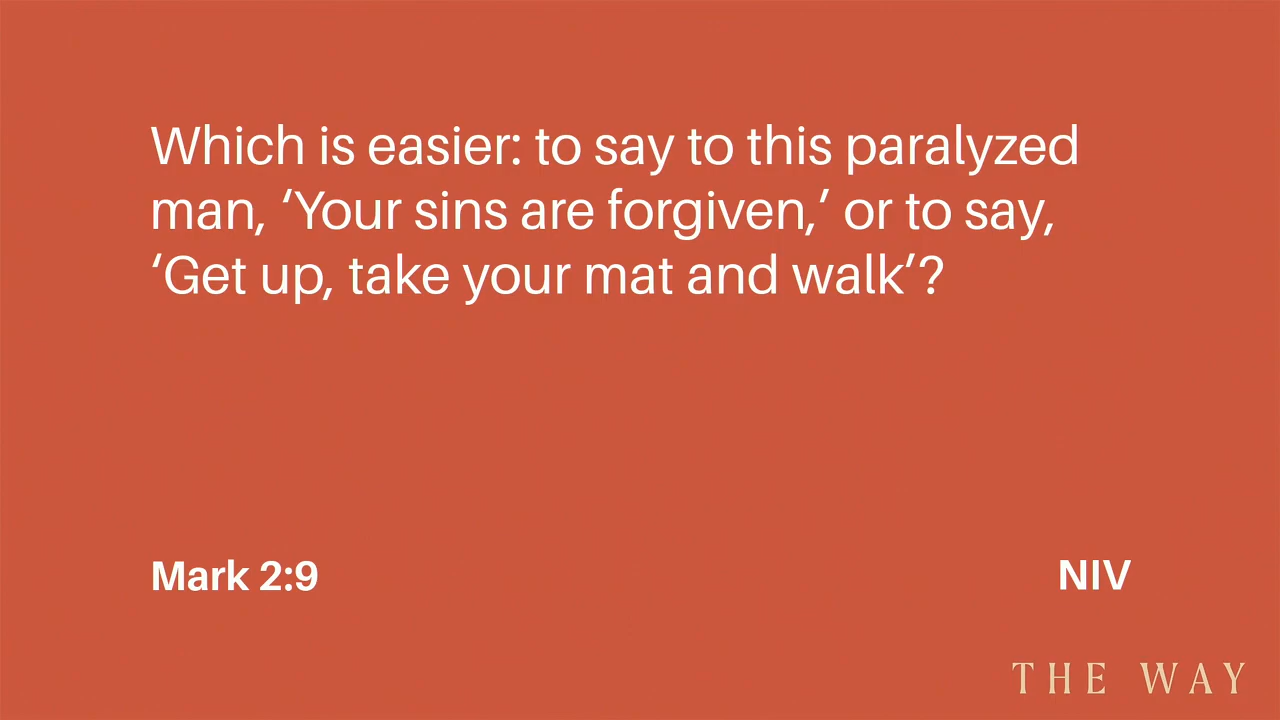 Which is easier: to say to this paralyzed
man, ‘Your sins are forgiven,’ or to say,
‘Get up, take your mat and walk’?
Mark 2:9
NIV
THE WAY